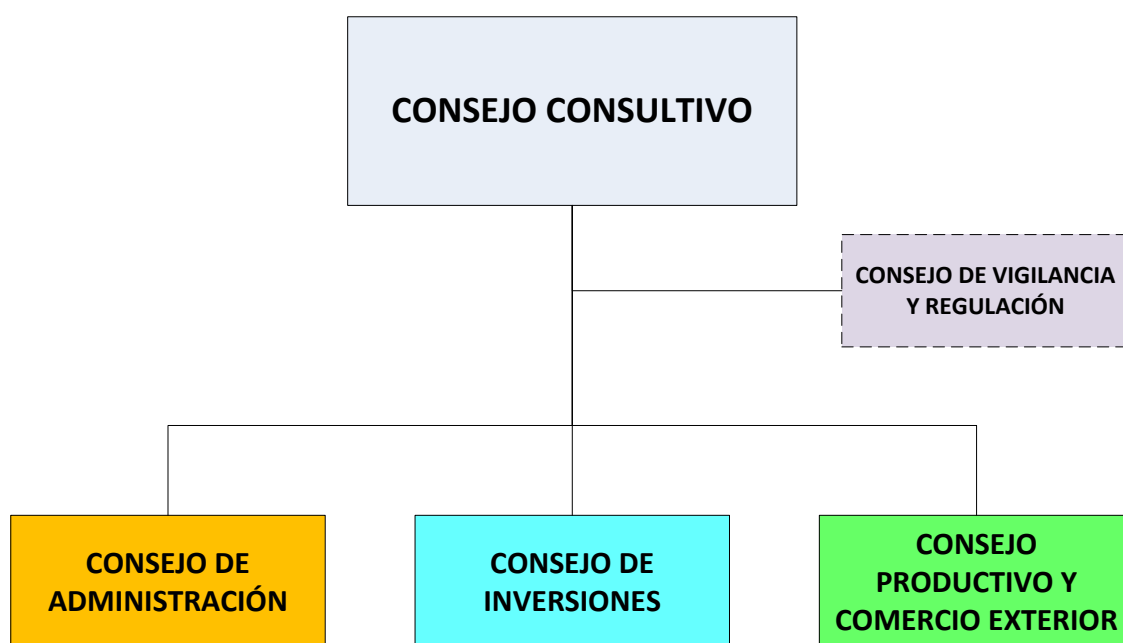 CONSEJO CONSULTIVO
CONSEJO DE VIGILANCIA
Y REGULACIÓN
CONSEJO DE
ADMINISTRACIÓN
CONSEJO DE
INVERSIONES
CONSEJO
PRODUCTIVO Y
COMERCIO EXTERIOR